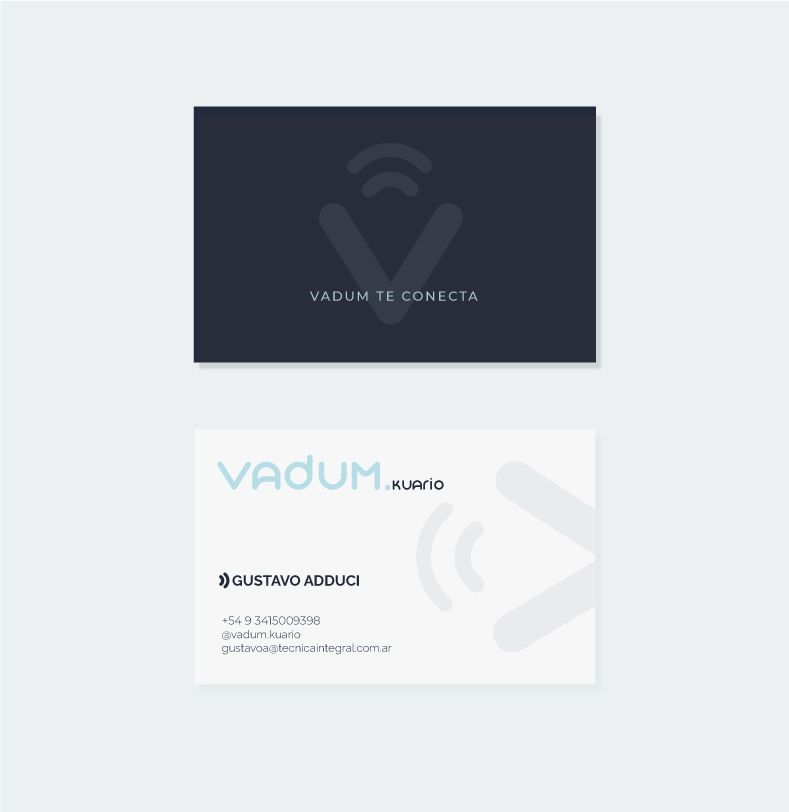 VADUM TE CONECTA
VADUM.KUARIO
GUSTAVO ADDUCI
+54 9 3415009398
@vadum.kuario
gustavoa@tecnicaintegral.com.ar